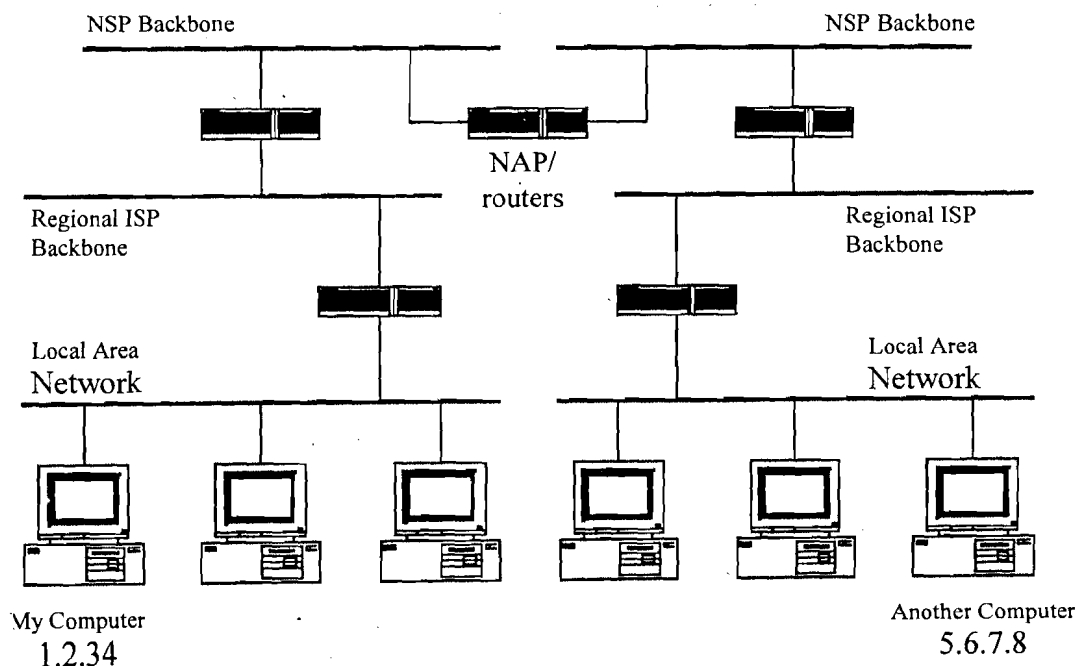 NSP Backbone
NSP Backbone
NAP/
routers
Regional ISP
Backbone
Regional ISP
Backbone
Local Area
Network
Local Area
Network
My Computer
1.2.34
Another Computer
5.6.7.8